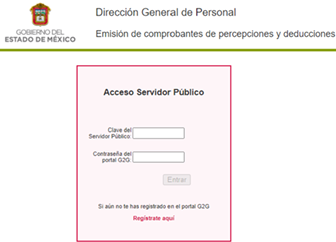 Dirección General de Personal
GOBIERNO DEL
ESTADO DE MÉXICO
Emisión de comprobantes de percepciones y deducciones
Acceso Servidor Público
Clave del
Servidor Público
Contraseña del
portal G2G
Entrar
Si aún no te has registrado en el portal G2G
Regístrate aquí